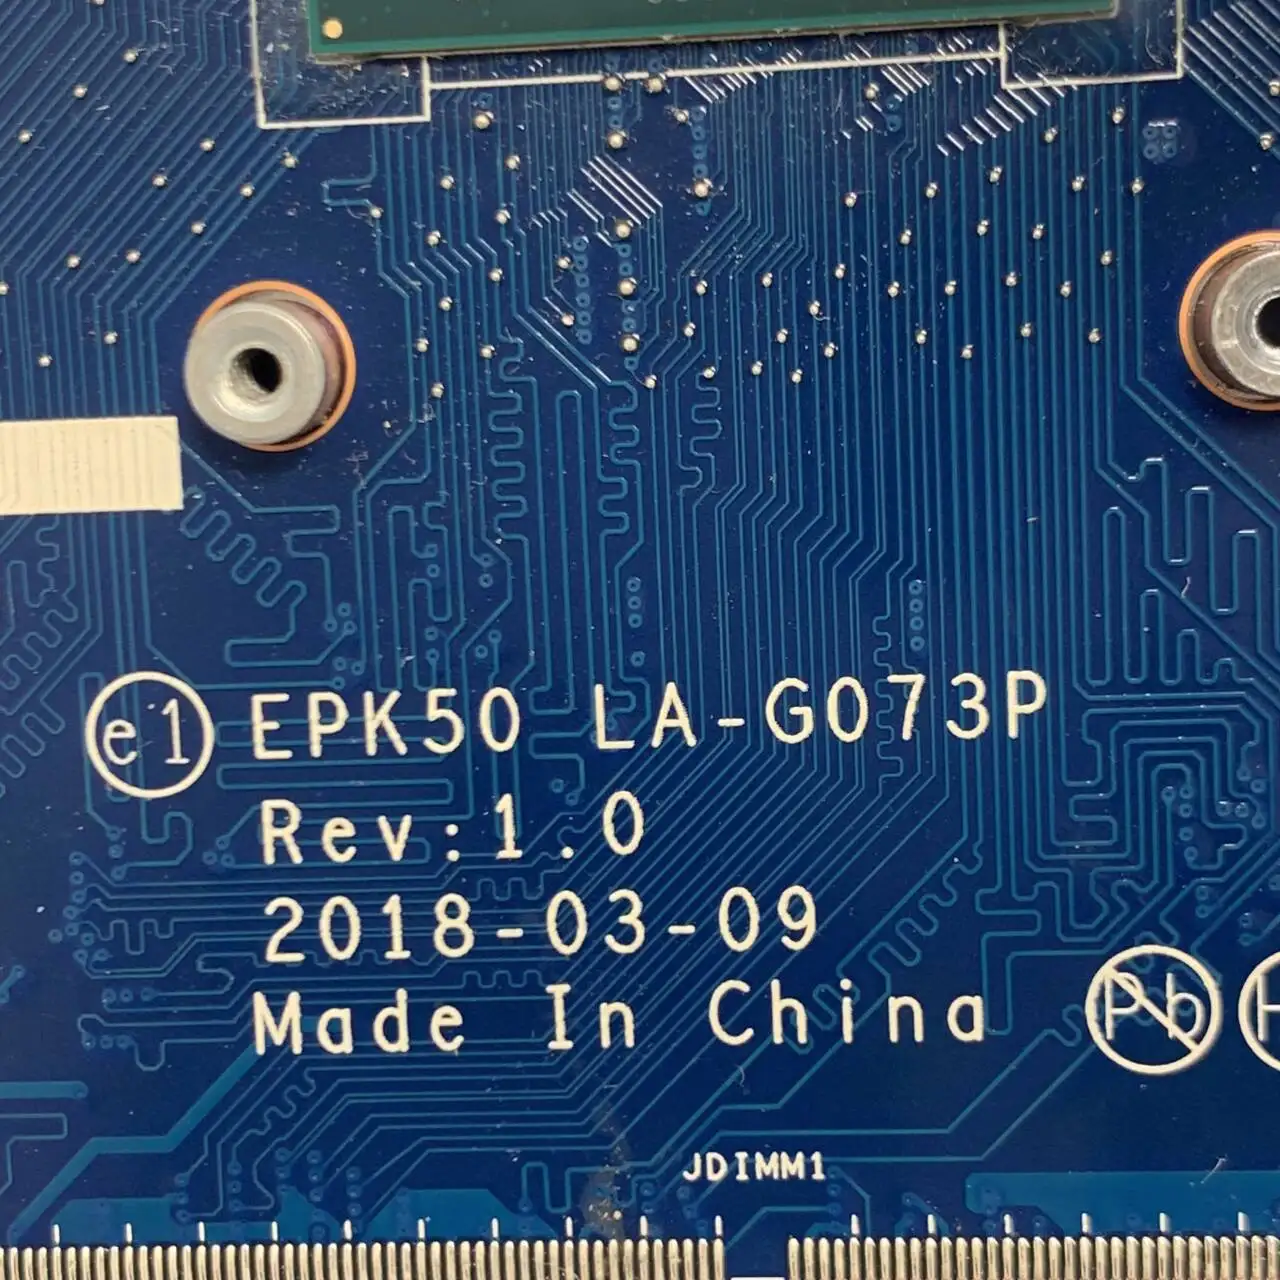 e1 EPK50 LA-G073P
Rev:1.0
2018-03-09
Made In China
Pb
JDIMM1